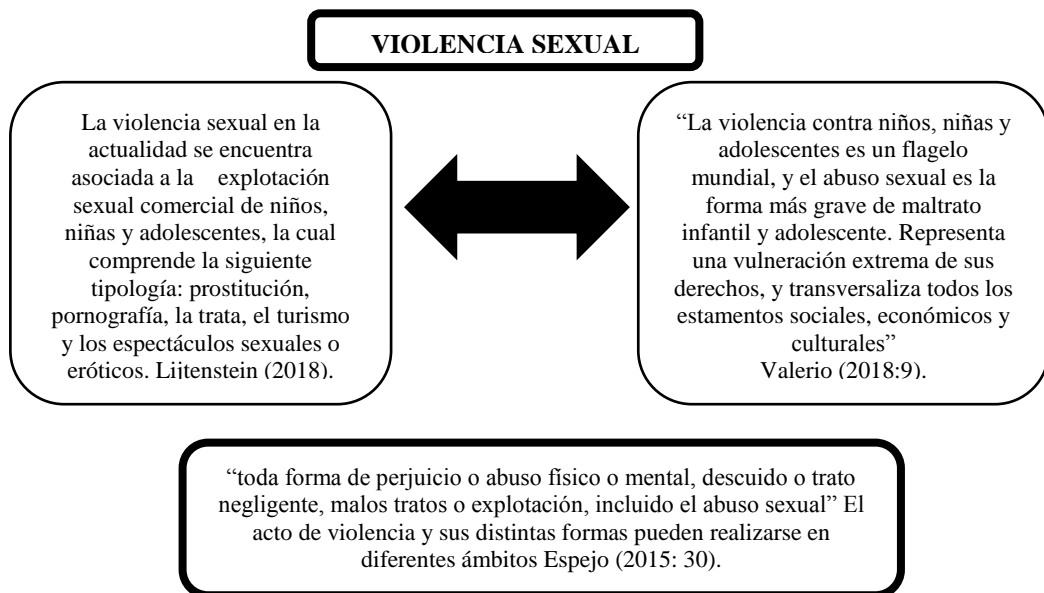 VIOLENCIA SEXUAL
La violencia sexual en la
actualidad se encuentra
asociada a la explotación
sexual comercial de niños,
niñas y adolescentes, la cual
comprende la siguiente
tipología: prostitución,
pornografía, la trata, el turismo
y los espectáculos sexuales o
eróticos. Lijtenstein (2018).
“La violencia contra niños, niñas y
adolescentes es un flagelo
mundial, y el abuso sexual es la
forma más grave de maltrato
infantil y adolescente. Representa
una vulneración extrema de sus
derechos, y transversaliza todos los
estamentos sociales, económicos y
culturales”
Valerio (2018:9).
“toda forma de perjuicio o abuso físico o mental, descuido o trato
negligente, malos tratos o explotación, incluido el abuso sexual” El
acto de violencia y sus distintas formas pueden realizarse en
diferentes ámbitos Espejo (2015: 30).